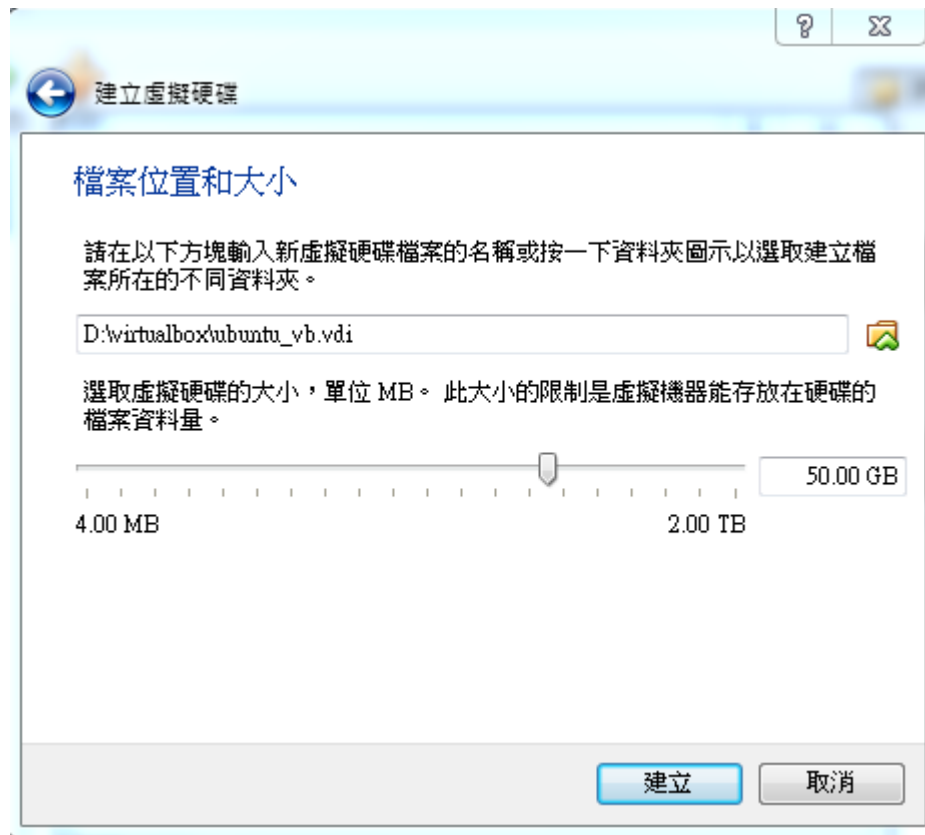 建立虛擬硬碟
檔案位置和大小
請在以下方塊輸入新虛擬硬碟檔案的名稱或按一下資料夾圖示以選取建立檔
案所在的不同資料夾。
D:\virtualbox\ubuntu_vb.vdi
選取虛擬硬碟的大小，單位 MB。 此大小的限制是虛擬機器能存放在硬碟的
檔案資料量。
50.00 GB
4.00 MB
2.00 TB
建立
取消